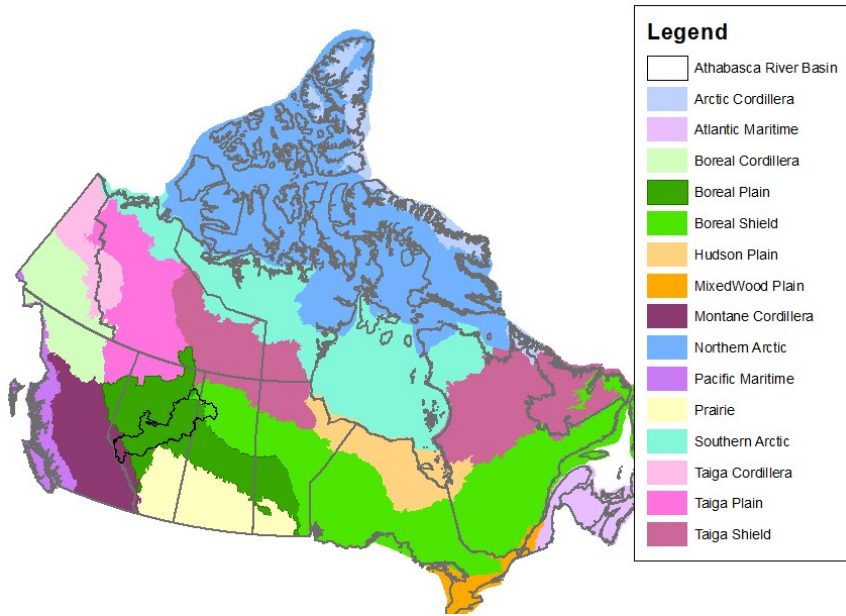 Legend
Athabasca River Basin
Arctic Cordillera
Atlantic Maritime
Boreal Cordillera
Boreal Plain
Boreal Shield
Hudson Plain
MixedWood Plain
Montane Cordillera
Northern Arctic
Pacific Maritime
Prairie
Southern Arctic
Taiga Cordillera
Taiga Plain
Taiga Shield